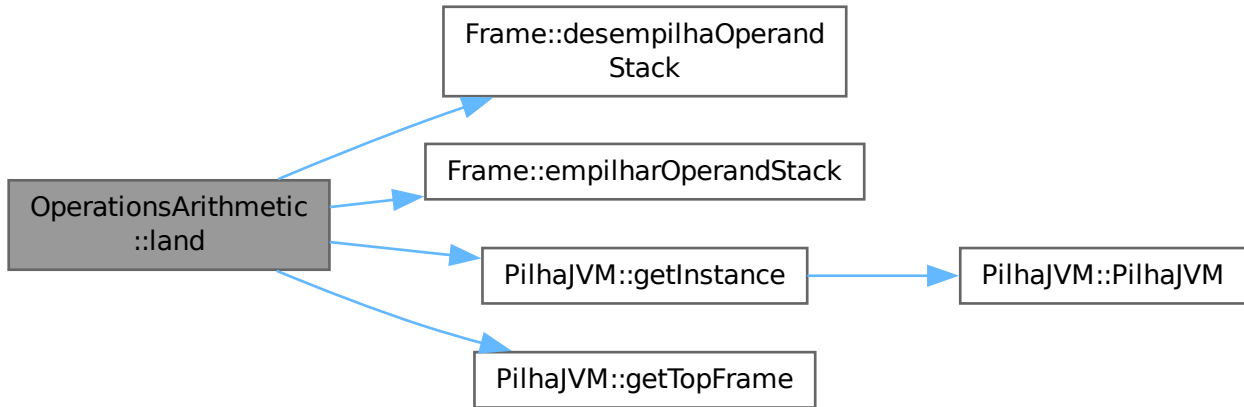 Frame::desempilhaOperand
Stack
Frame::empilharOperandStack
OperationsArithmetic
::land
PilhaJVM::getInstance
PilhaJVM::PilhaJVM
PilhaJVM::getTopFrame